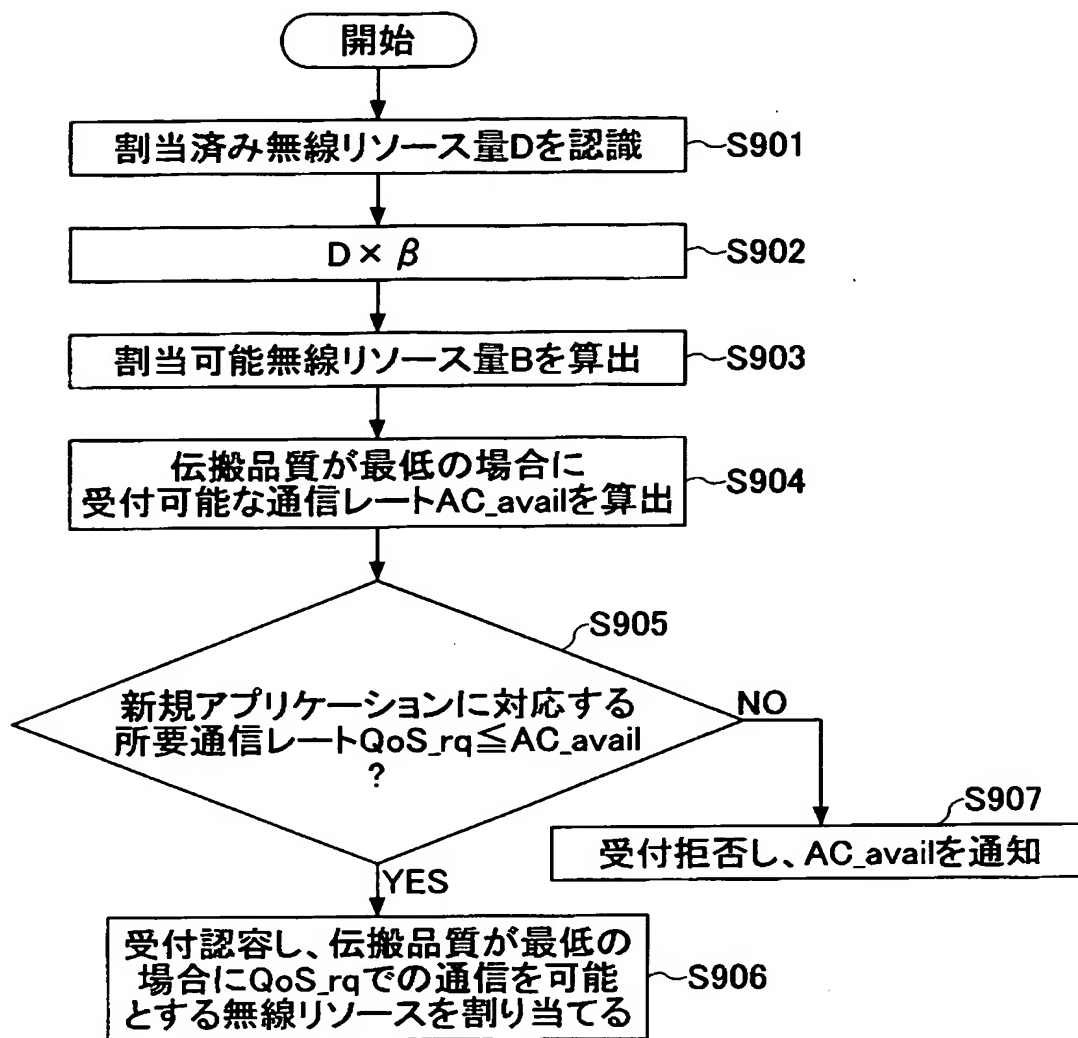 開始
割当済み無線リソース量Dを認識
S901
D× β
S902
割当可能無線リソース量Bを算出
S903
伝搬品質が最低の場合に
受付可能な通信レートAC_availを算出
S904
S905
新規アプリケーションに対応する
所要通信レートQoS_rq≦AC_avail
?
NO
S907
受付拒否し、AC_availを通知
YES
受付認容し、伝搬品質が最低の
場合にQoS_rqでの通信を可能
とする無線リソースを割り当てる
S906